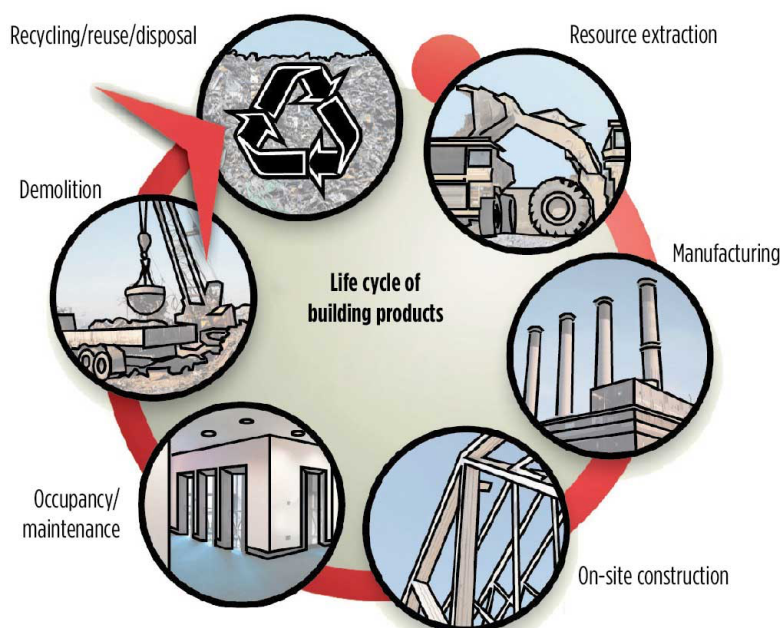 Recycling/reuse/disposal
Resource extraction
Demolition
Manufacturing
Life cycle of
building products
Occupancy/
maintenance
On-site construction